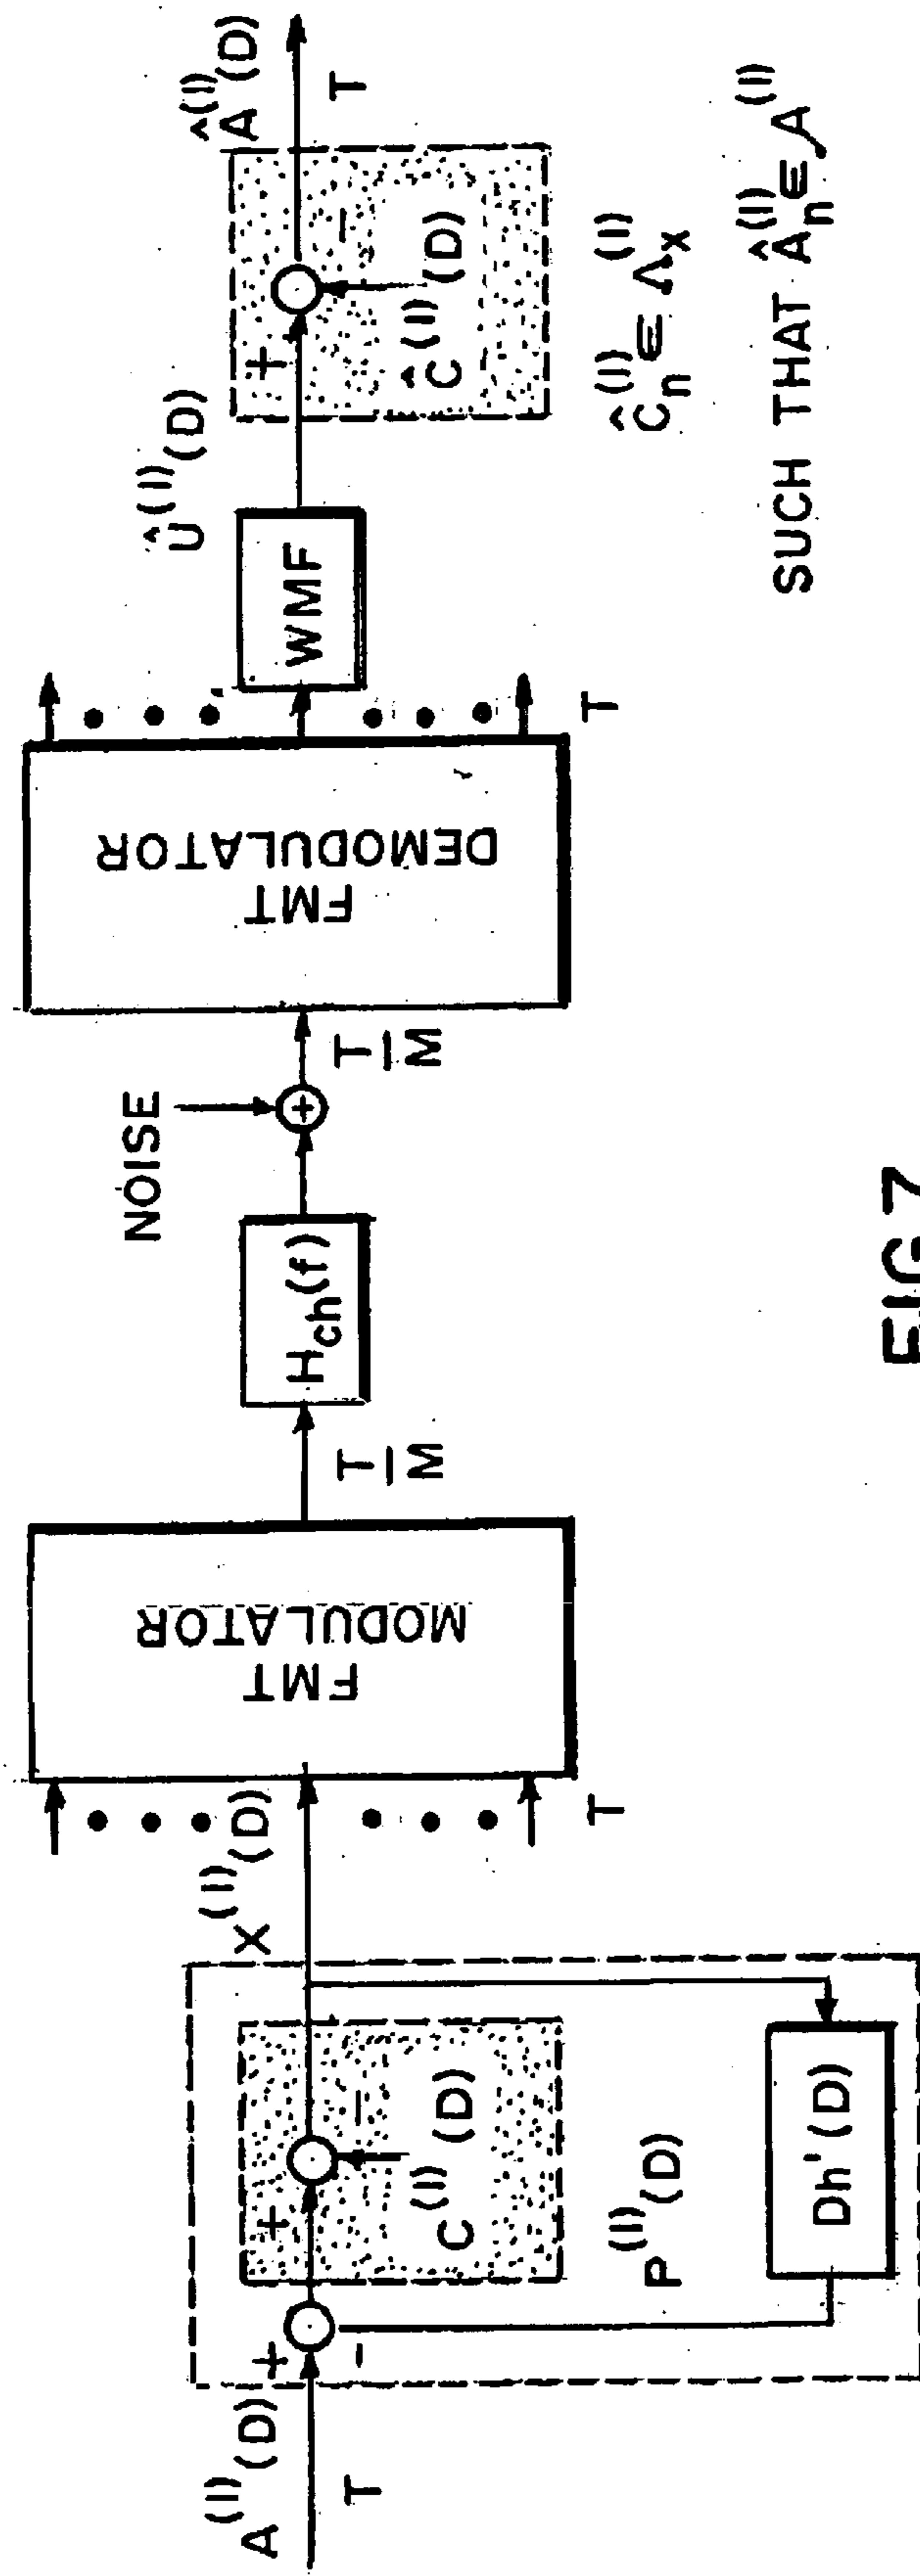 A^(I)(D)
T
+
-
+
-
C^(I)(D)
P^(I)(D)
Dh'(D)
X^(I)(D)
T
FMT
MODULATOR
T/M
H_ch(f)
NOISE
+
T/M
FMT
DEMODULATOR
T
WMF
Û^(I)(D)
+
-
Ĉ^(I)(D)
Â^(I)(D)
T
Ĉ_n^(I) ∈ Λ_x^(I)
SUCH THAT Â_n^(I) ∈ A^(I)
FIG.7